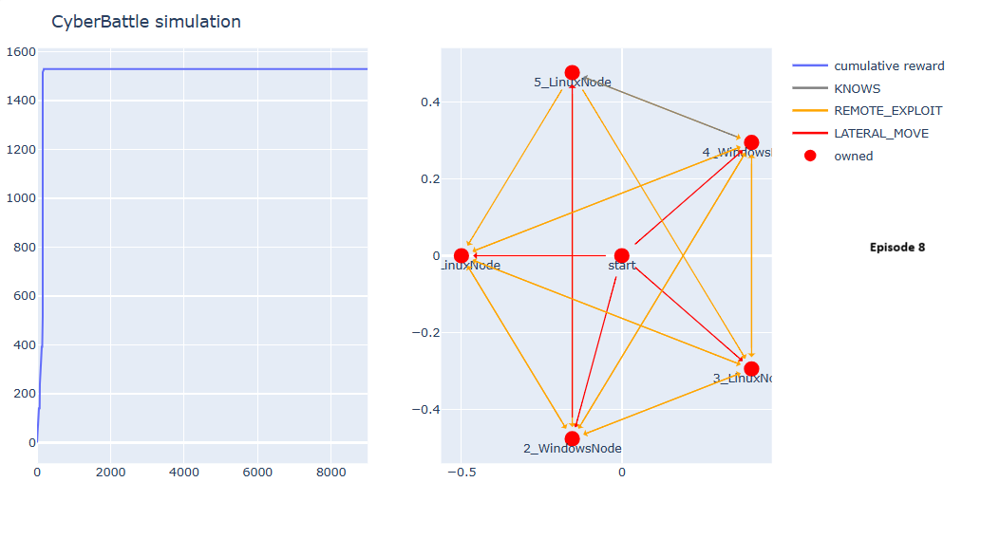 CyberBattle simulation
1600
1400
1200
1000
800
600
400
200
0
0
2000
4000
6000
8000
0.4
0.2
0
−0.2
−0.4
−0.5
0
5_LinuxNode
4_Windows
LinuxNode
start
3_LinuxNo
2_WindowsNode
cumulative reward
KNOWS
REMOTE_EXPLOIT
LATERAL_MOVE
owned
Episode 8